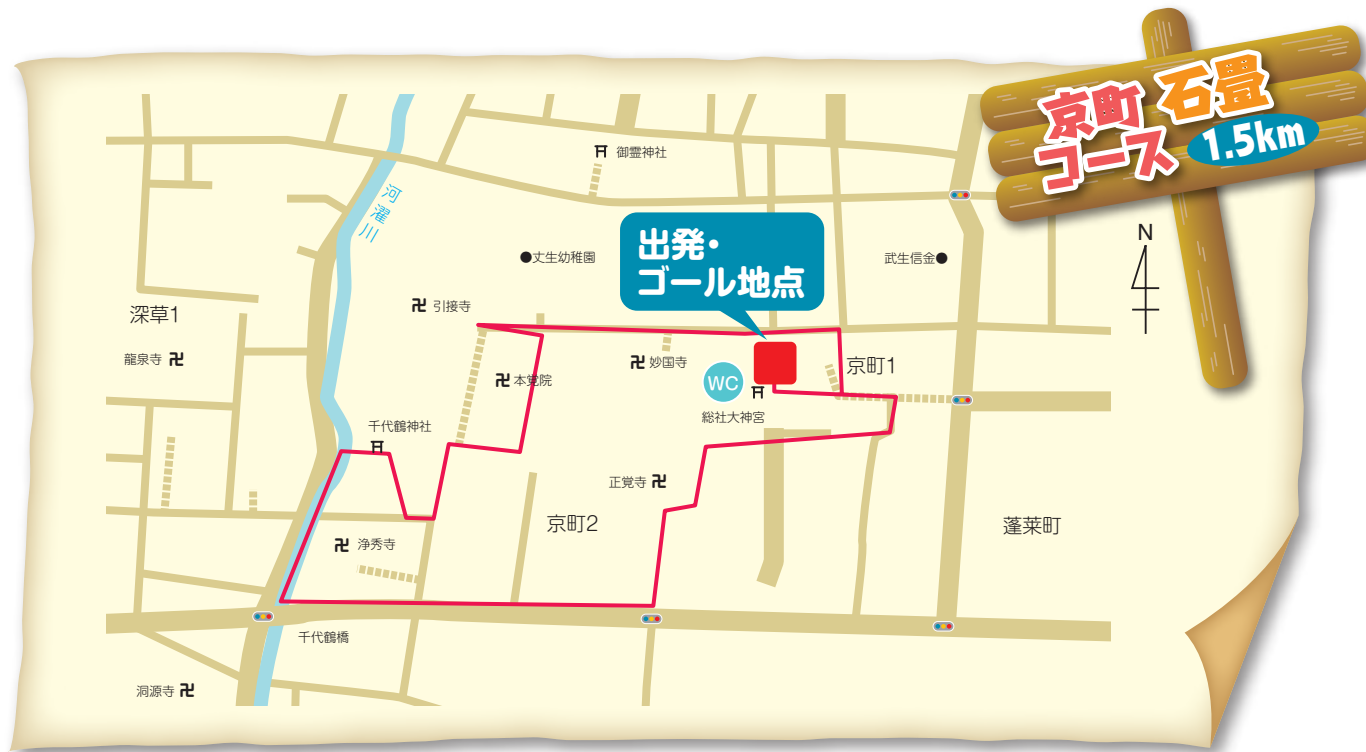 京町 石畳
コース 1.5km
N
御霊神社
河濯川
丈生幼稚園
出発・
ゴール地点
武生信金
引接寺
深草1
龍泉寺
妙国寺
京町1
本覚院
WC
総社大神宮
千代鶴神社
正覚寺
京町2
蓬莱町
浄秀寺
千代鶴橋
洞源寺